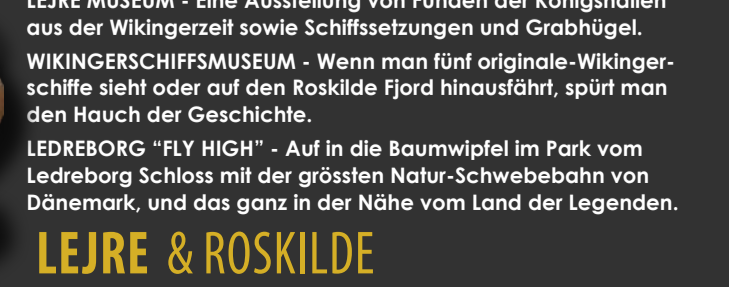 LEJRE MUSEUM - Eine Ausstellung von Funden der Königshallen
aus der Wikingerzeit sowie Schiffssetzungen und Grabhügel.
WIKINGERSCHIFFSMUSEUM - Wenn man fünf originale-Wikinger-
schiffe sieht oder auf den Roskilde Fjord hinausfährt, spürt man
den Hauch der Geschichte.
LEDREBORG “FLY HIGH” - Auf in die Baumwipfel im Park vom
Ledreborg Schloss mit der grössten Natur-Schwebebahn von
Dänemark, und das ganz in der Nähe vom Land der Legenden.
LEJRE & ROSKILDE